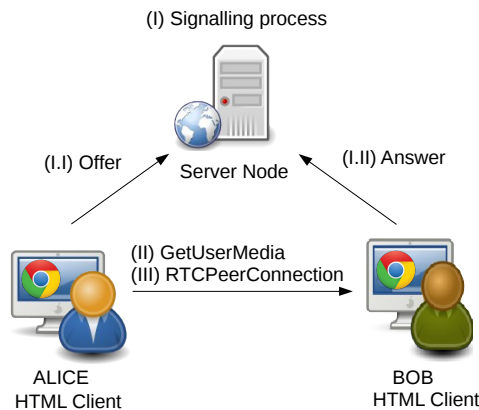 (I) Signalling process
(I.I) Offer
(I.II) Answer
Server Node
(II) GetUserMedia
(III) RTCPeerConnection
ALICE
HTML Client
BOB
HTML Client